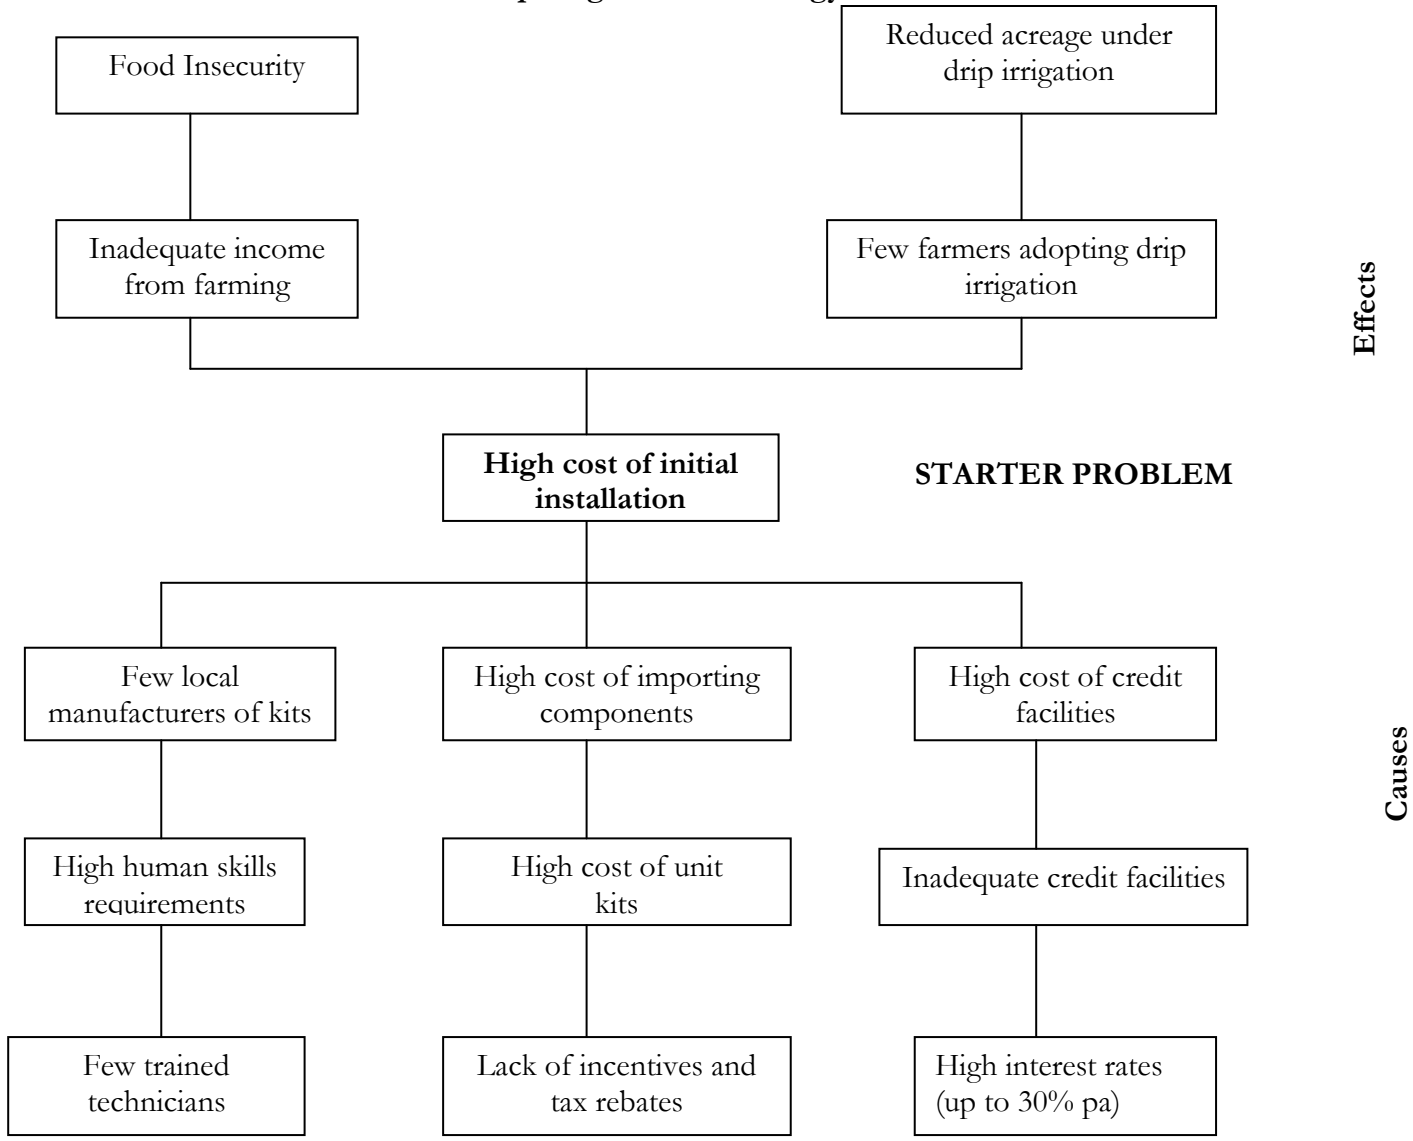 Food Insecurity
Reduced acreage under
drip irrigation
Inadequate income
from farming
Few farmers adopting drip
irrigation
Effects
High cost of initial
installation
STARTER PROBLEM
Few local
manufacturers of kits
High cost of importing
components
High cost of credit
facilities
Causes
High human skills
requirements
High cost of unit
kits
Inadequate credit facilities
Few trained
technicians
Lack of incentives and
tax rebates
High interest rates
(up to 30% pa)